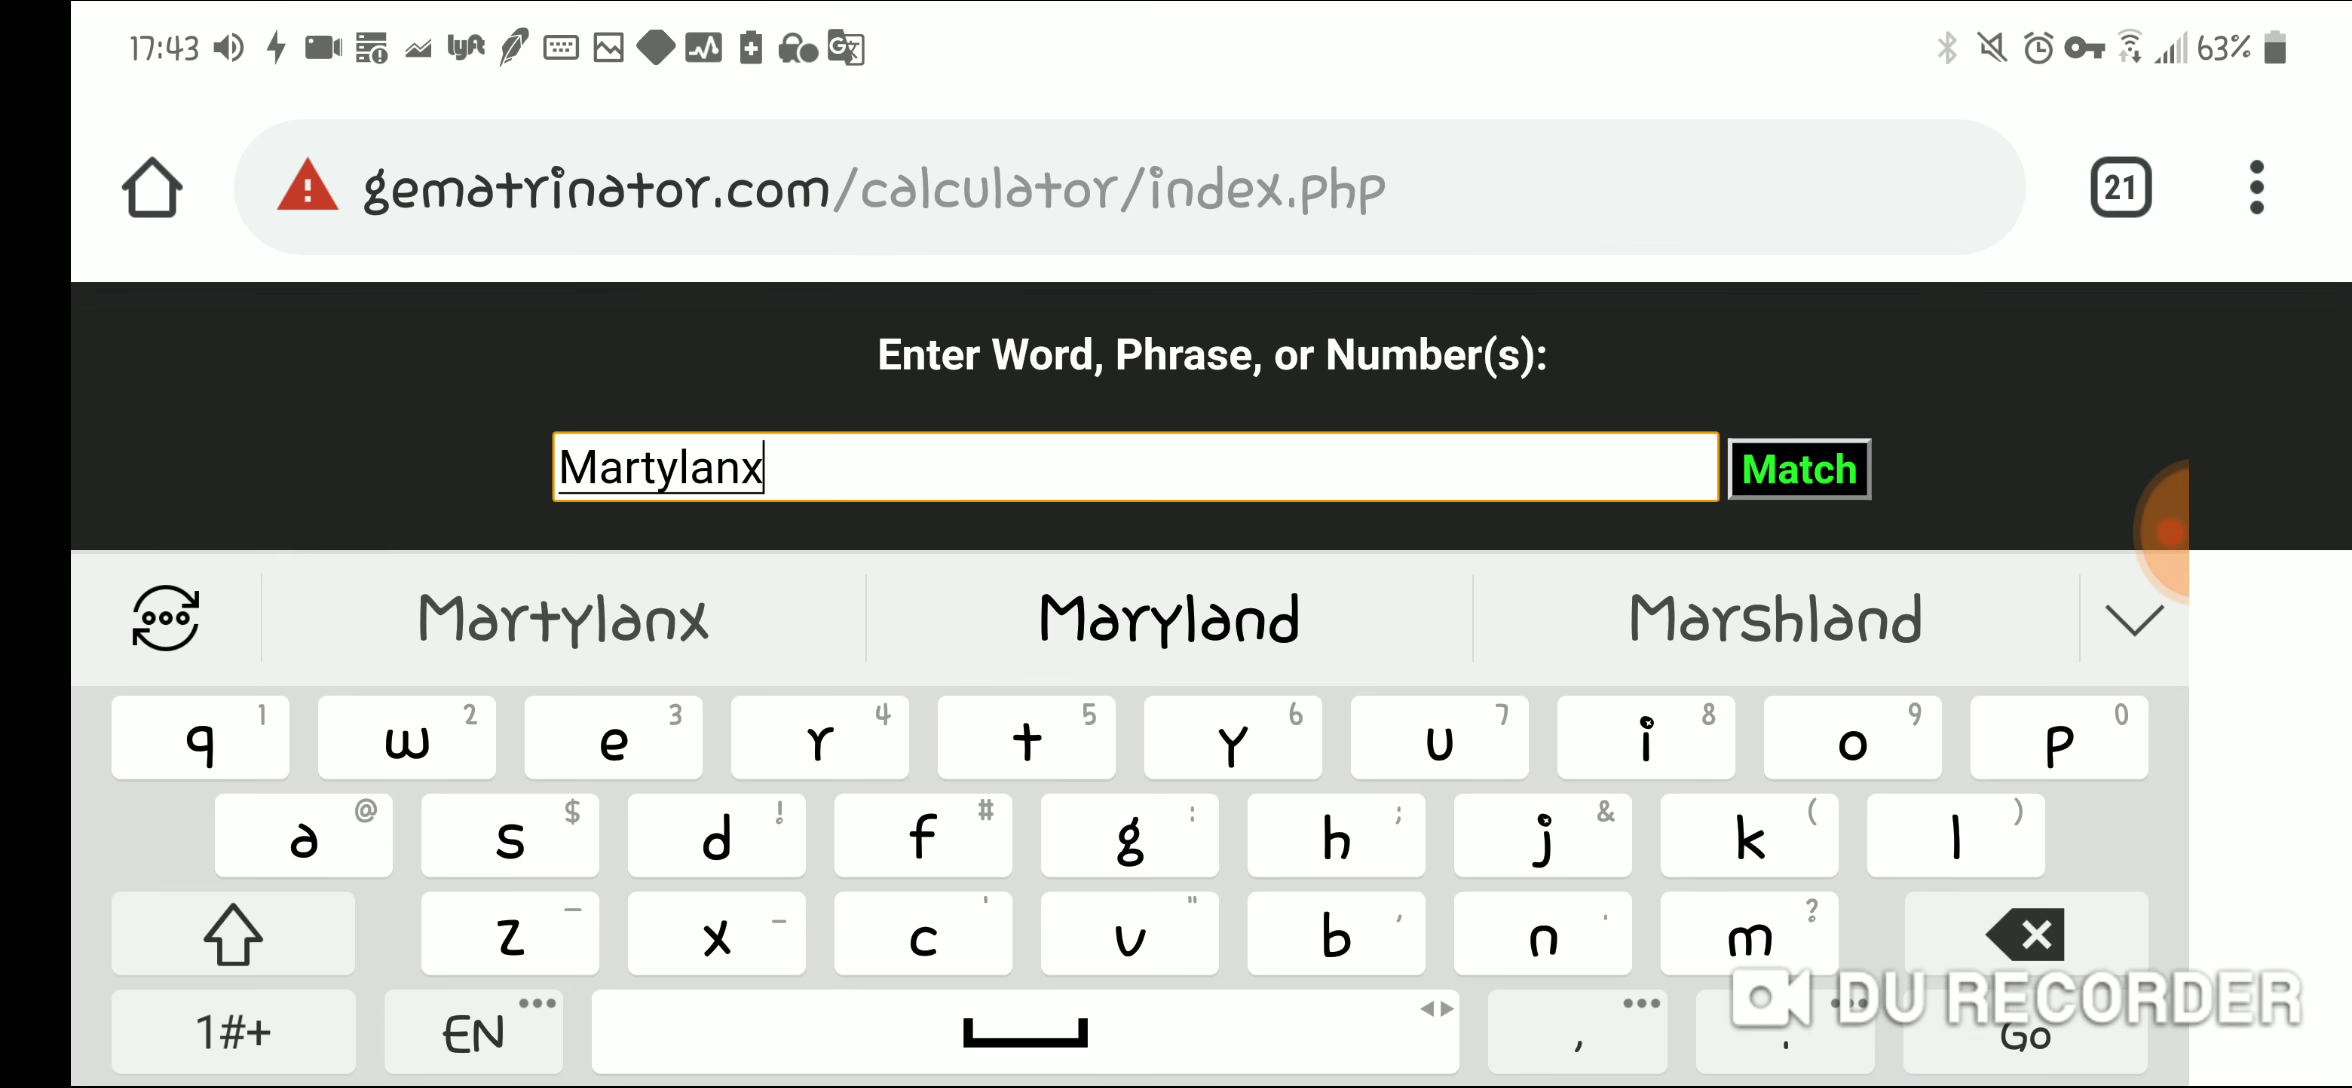 17:43 lyft 63%
gematrinator.com/calculator/index.php 21
Enter Word, Phrase, or Number(s):
Martylanx Match
Martylanx Maryland Marshland
q 1 w 2 e 3 r 4 t 5 y 6 u 7 i 8 o 9 p 0
a @ s $ d ! f # g : h ; j & k ( l )
z _ x - c ' v " b , n . m ?
DU RECORDER
1#+ EN , . Go